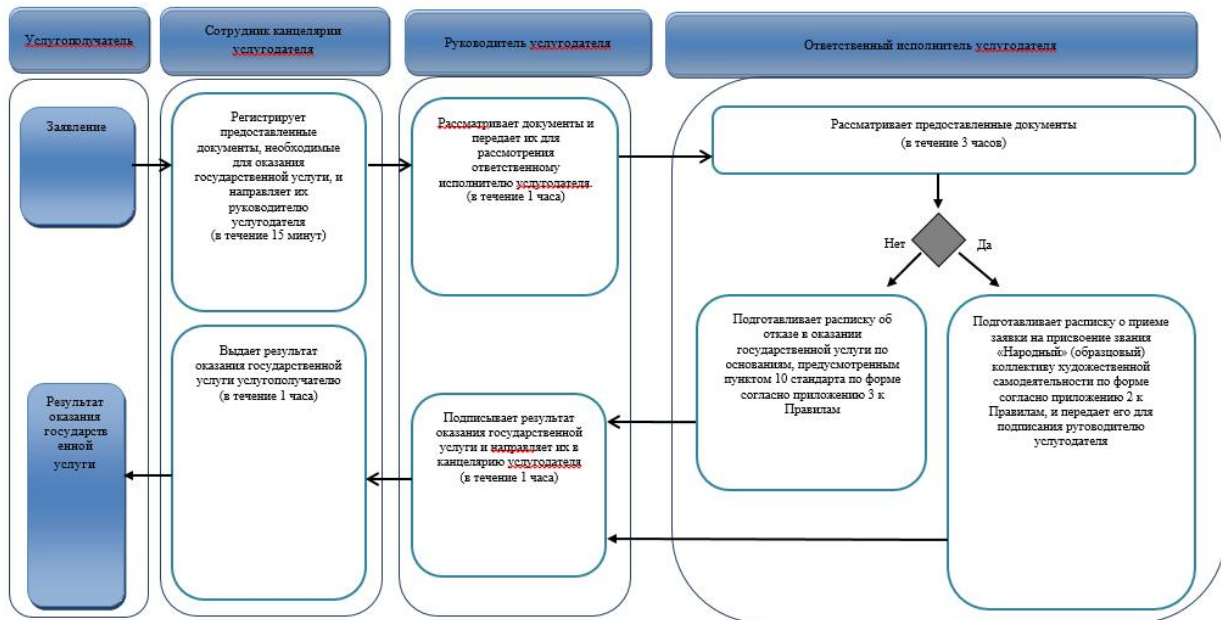 Услугополучатель
Сотрудник канцелярии
услугодателя
Руководитель услугодателя
Ответственный исполнитель услугодателя
Заявление
Регистрирует
предоставленные
документы, необходимые
для оказания
государственной услуги, и
направляет их
руководителю
услугодателя
(в течение 15 минут)
Рассматривает документы и
передает их для
рассмотрения
ответственному
исполнителю услугодателя
(в течение 1 часа)
Рассматривает предоставленные документы
(в течение 3 часов)
Нет
Да
Подготавливает расписку об
отказе в оказании
государственной услуги по
основаниям, предусмотренным
пунктом 10 стандарта по форме
согласно приложению 3 к
Правилам
Подготавливает расписку о приеме
заявки на присвоение звания
«Народный» (образцовый)
коллективу художественной
самодеятельности по форме
согласно приложению 2 к
Правилам, и передает его для
подписания руговодителю
услугодателя
Подписывает результат
оказания государственной
услуги и направляет их в
канцелярию услугодателя
(в течение 1 часа)
Выдает результат
оказания государственной
услуги услугополучателю
(в течение 1 часа)
Результат
оказания
государств
енной
услуги